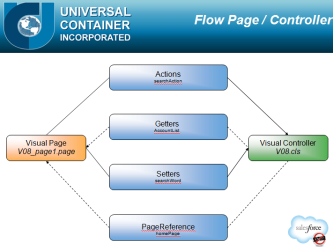 UNIVERSAL
CONTAINER
INCORPORATED
Flow Page / Controller
Actions
searchAction
Getters
AccountList
Visual Page
V08_page1.page
Visual Controller
V08.cls
Setters
searchWord
PageReference
homePage
salesforce